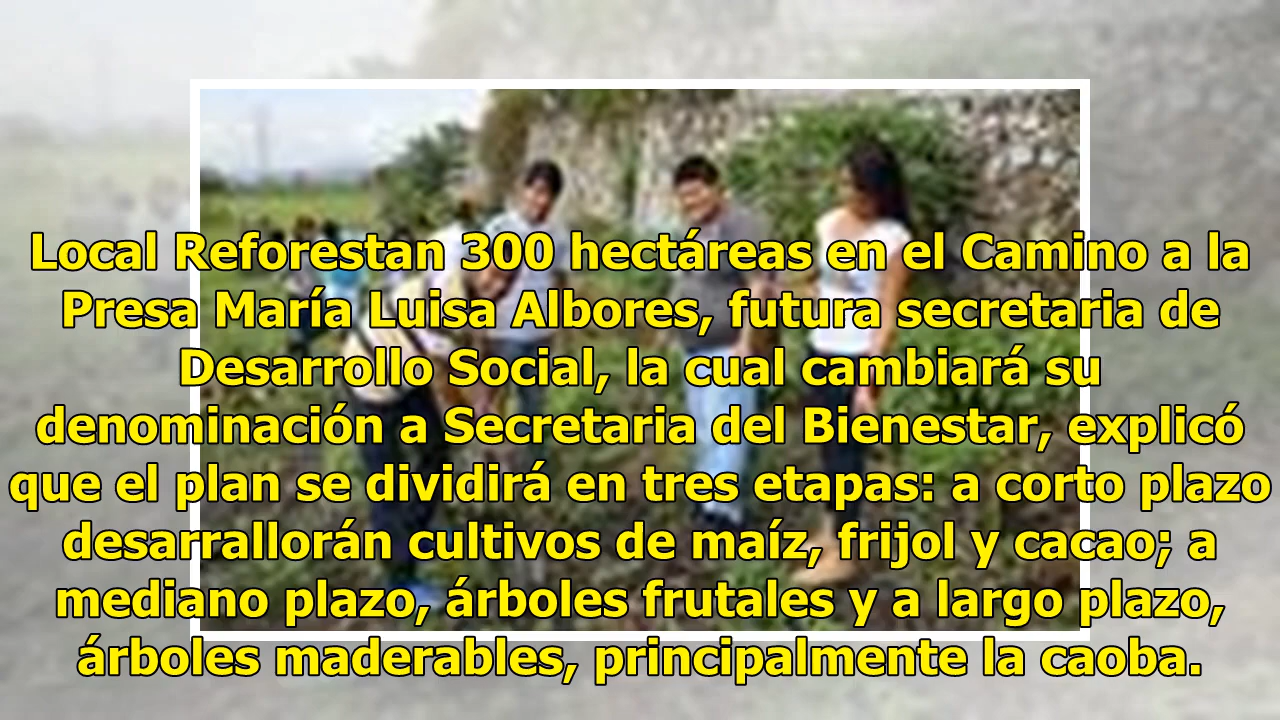 Local Reforestan 300 hectáreas en el Camino a la
Presa María Luisa Albores, futura secretaria de
Desarrollo Social, la cual cambiará su
denominación a Secretaria del Bienestar, explicó
que el plan se dividirá en tres etapas: a corto plazo
desarrallorán cultivos de maíz, frijol y cacao; a
mediano plazo, árboles frutales y a largo plazo,
árboles maderables, principalmente la caoba.